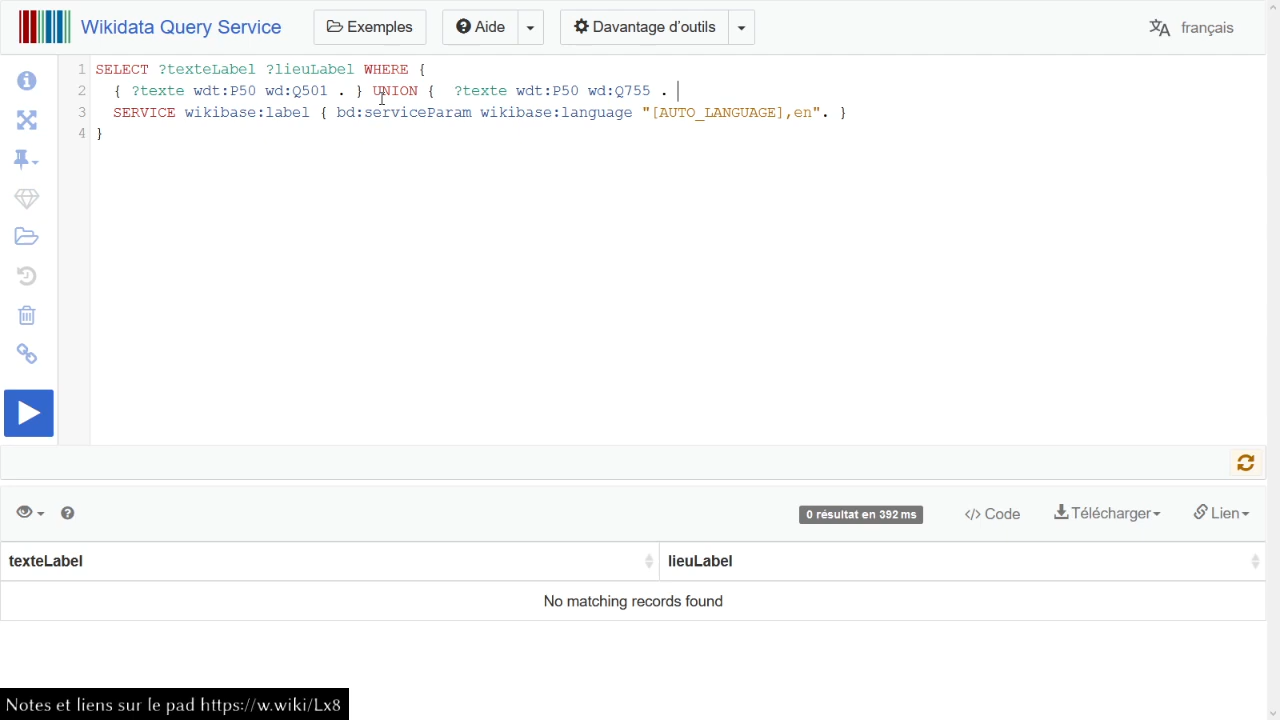 Wikidata Query Service
Exemples
Aide
Davantage d'outils
français
1 SELECT ?texteLabel ?lieuLabel WHERE {
2 { ?texte wdt:P50 wd:Q501 . } UNION { ?texte wdt:P50 wd:Q755 .
3 SERVICE wikibase:label { bd:serviceParam wikibase:language "[AUTO_LANGUAGE],en". }
4 }
0 résultat en 392 ms
</> Code
Télécharger
Lien
texteLabel lieuLabel
No matching records found
Notes et liens sur le pad https://w.wiki/Lx8